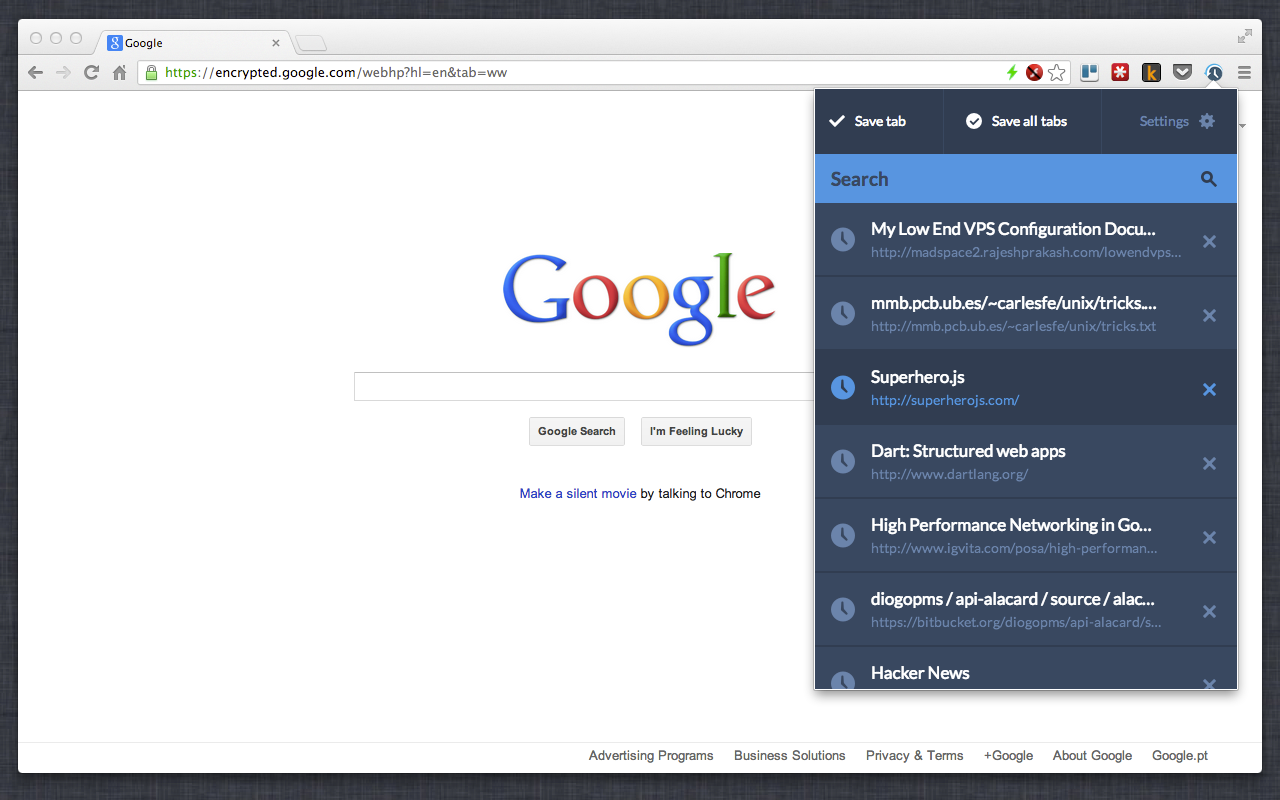 Google
https://encrypted.google.com/webhp?hl=en&tab=ww
Save tab
Save all tabs
Settings
Search
My Low End VPS Configuration Docu...
http://madspace2.rajeshprakash.com/lowendvps...
mmb.pcb.ub.es/~carlesfe/unix/tricks....
http://mmb.pcb.ub.es/~carlesfe/unix/tricks.txt
Superhero.js
http://superherojs.com/
Dart: Structured web apps
http://www.dartlang.org/
High Performance Networking in Go...
http://www.igvita.com/posa/high-performan...
diogopms / api-alacard / source / alac...
https://bitbucket.org/diogopms/api-alacard/s...
Hacker News
Google
Google Search
I'm Feeling Lucky
Make a silent movie by talking to Chrome
Advertising Programs
Business Solutions
Privacy & Terms
+Google
About Google
Google.pt